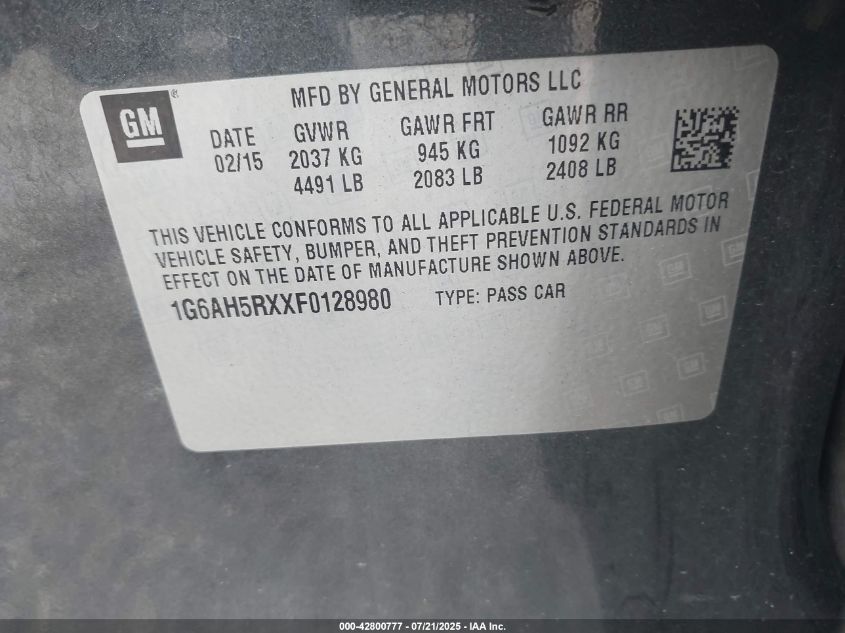 GM
MFD BY GENERAL MOTORS LLC
DATE GVWR GAWR FRT GAWR RR
02/15 2037 KG 945 KG 1092 KG
4491 LB 2083 LB 2408 LB
THIS VEHICLE CONFORMS TO ALL APPLICABLE U.S. FEDERAL MOTOR
VEHICLE SAFETY, BUMPER, AND THEFT PREVENTION STANDARDS IN
EFFECT ON THE DATE OF MANUFACTURE SHOWN ABOVE.
1G6AH5RXXF0128980 TYPE: PASS CAR
000-42800777 - 07/21/2025 - IAA Inc.